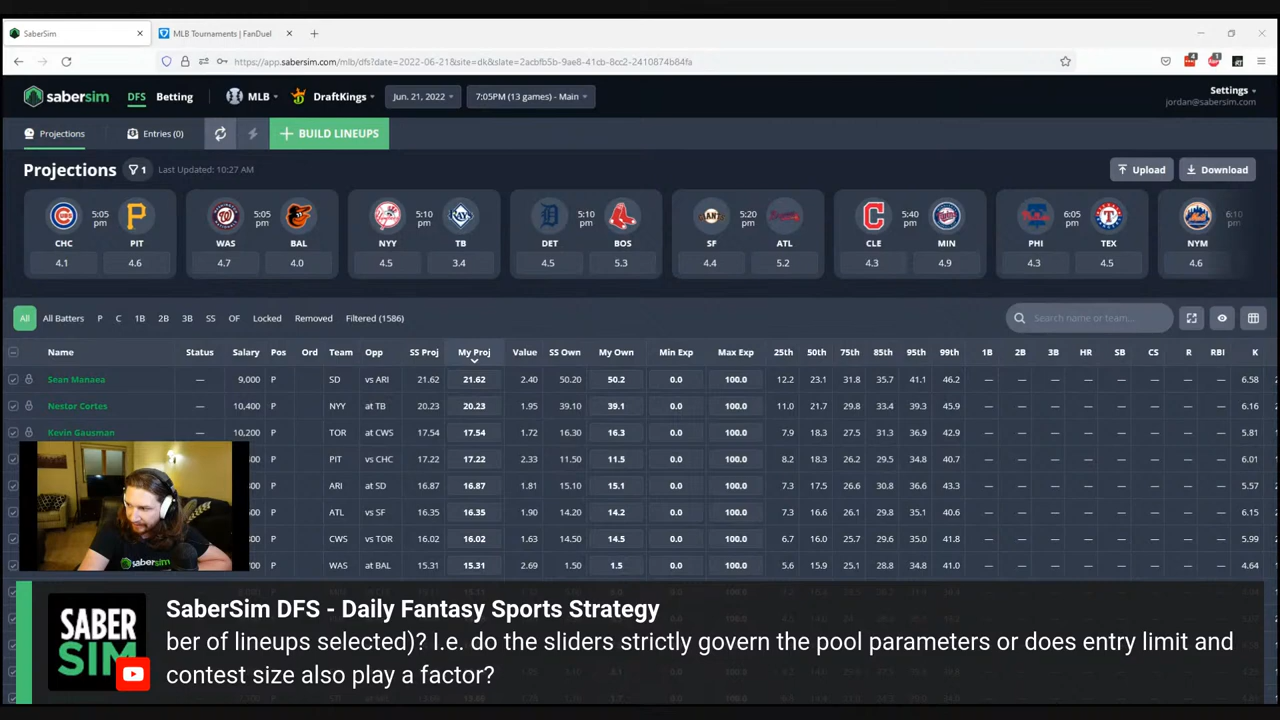 SaberSim
MLB Tournaments | FanDuel
https://app.sabersim.com/mlb/dfs?date=2022-06-21&site=dk&slate=2acbfb5b-9ae8-41cb-8cc2-2410874b84fa
sabersim DFS Betting MLB DraftKings Jun. 21, 2022 7:05PM (13 games) - Main Settings
jordan@sabersim.com
Projections Entries (0) + BUILD LINEUPS
Projections 1 Last Updated: 10:27 AM Upload Download
CHC 5:05 pm PIT 4.1 4.6
WAS 5:05 pm BAL 4.7 4.0
NYY 5:10 pm TB 4.5 3.4
DET 5:10 pm BOS 4.5 5.3
SF 5:20 pm ATL 4.4 5.2
CLE 5:40 pm MIN 4.3 4.9
PHI 6:05 pm TEX 4.3 4.5
NYM 6:10 pm 4.6
All All Batters P C 1B 2B 3B SS OF Locked Removed Filtered (1586) Search name or team...
Name Status Salary Pos Ord Team Opp SS Proj My Proj Value SS Own My Own Min Exp Max Exp 25th 50th 75th 85th 95th 99th 1B 2B 3B HR SB CS R RBI K
Sean Manaea — 9,000 P SD vs ARI 21.62 21.62 2.40 50.20 50.2 0.0 100.0 12.2 23.1 31.8 35.7 41.1 46.2 — — — — — — — — 6.58
Nestor Cortes — 10,400 P NYY at TB 20.23 20.23 1.95 39.10 39.1 0.0 100.0 11.0 21.7 29.8 33.4 39.3 45.9 — — — — — — — — 6.16
Kevin Gausman — 10,200 P TOR at CWS 17.54 17.54 1.72 16.30 16.3 0.0 100.0 7.9 18.3 27.5 31.3 36.9 42.9 — — — — — — — — 5.81
P PIT vs CHC 17.22 17.22 2.33 11.50 11.5 0.0 100.0 8.2 18.3 26.2 29.5 34.8 40.7 — — — — — — — — 6.01
P ARI at SD 16.87 16.87 1.81 15.10 15.1 0.0 100.0 7.3 17.5 26.6 30.8 36.6 43.3 — — — — — — — — 5.57
P ATL vs SF 16.35 16.35 1.90 14.20 14.2 0.0 100.0 7.3 16.6 26.1 29.9 35.1 40.6 — — — — — — — — 6.15
P CWS vs TOR 16.02 16.02 1.63 14.50 14.5 0.0 100.0 6.7 16.0 25.7 29.6 35.0 41.8 — — — — — — — — 5.99
P WAS at BAL 15.31 15.31 2.69 1.50 1.5 0.0 100.0 5.6 15.9 25.1 28.8 34.8 41.0 — — — — — — — — 4.64
sabersim
SABER
SIM
SaberSim DFS - Daily Fantasy Sports Strategy
ber of lineups selected)? I.e. do the sliders strictly govern the pool parameters or does entry limit and
contest size also play a factor?